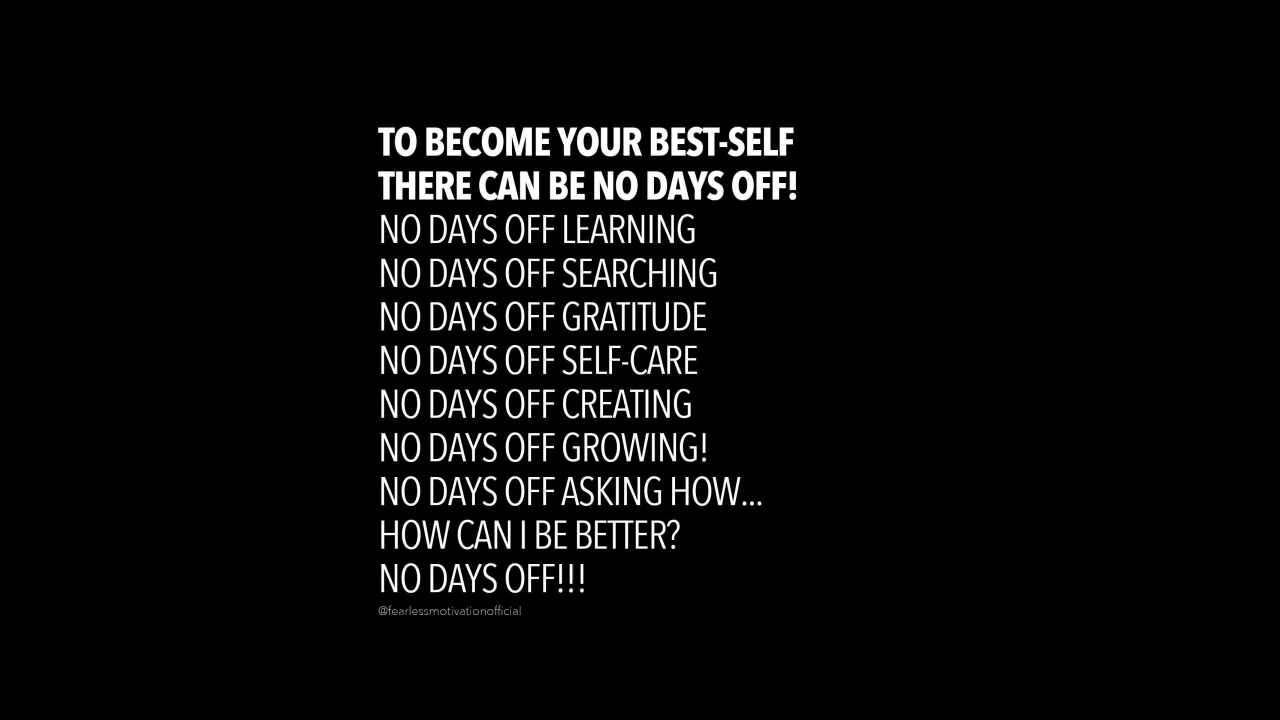 TO BECOME YOUR BEST-SELF
THERE CAN BE NO DAYS OFF!
NO DAYS OFF LEARNING
NO DAYS OFF SEARCHING
NO DAYS OFF GRATITUDE
NO DAYS OFF SELF-CARE
NO DAYS OFF CREATING
NO DAYS OFF GROWING!
NO DAYS OFF ASKING HOW...
HOW CAN I BE BETTER?
NO DAYS OFF!!!
@fearlessmotivationofficial